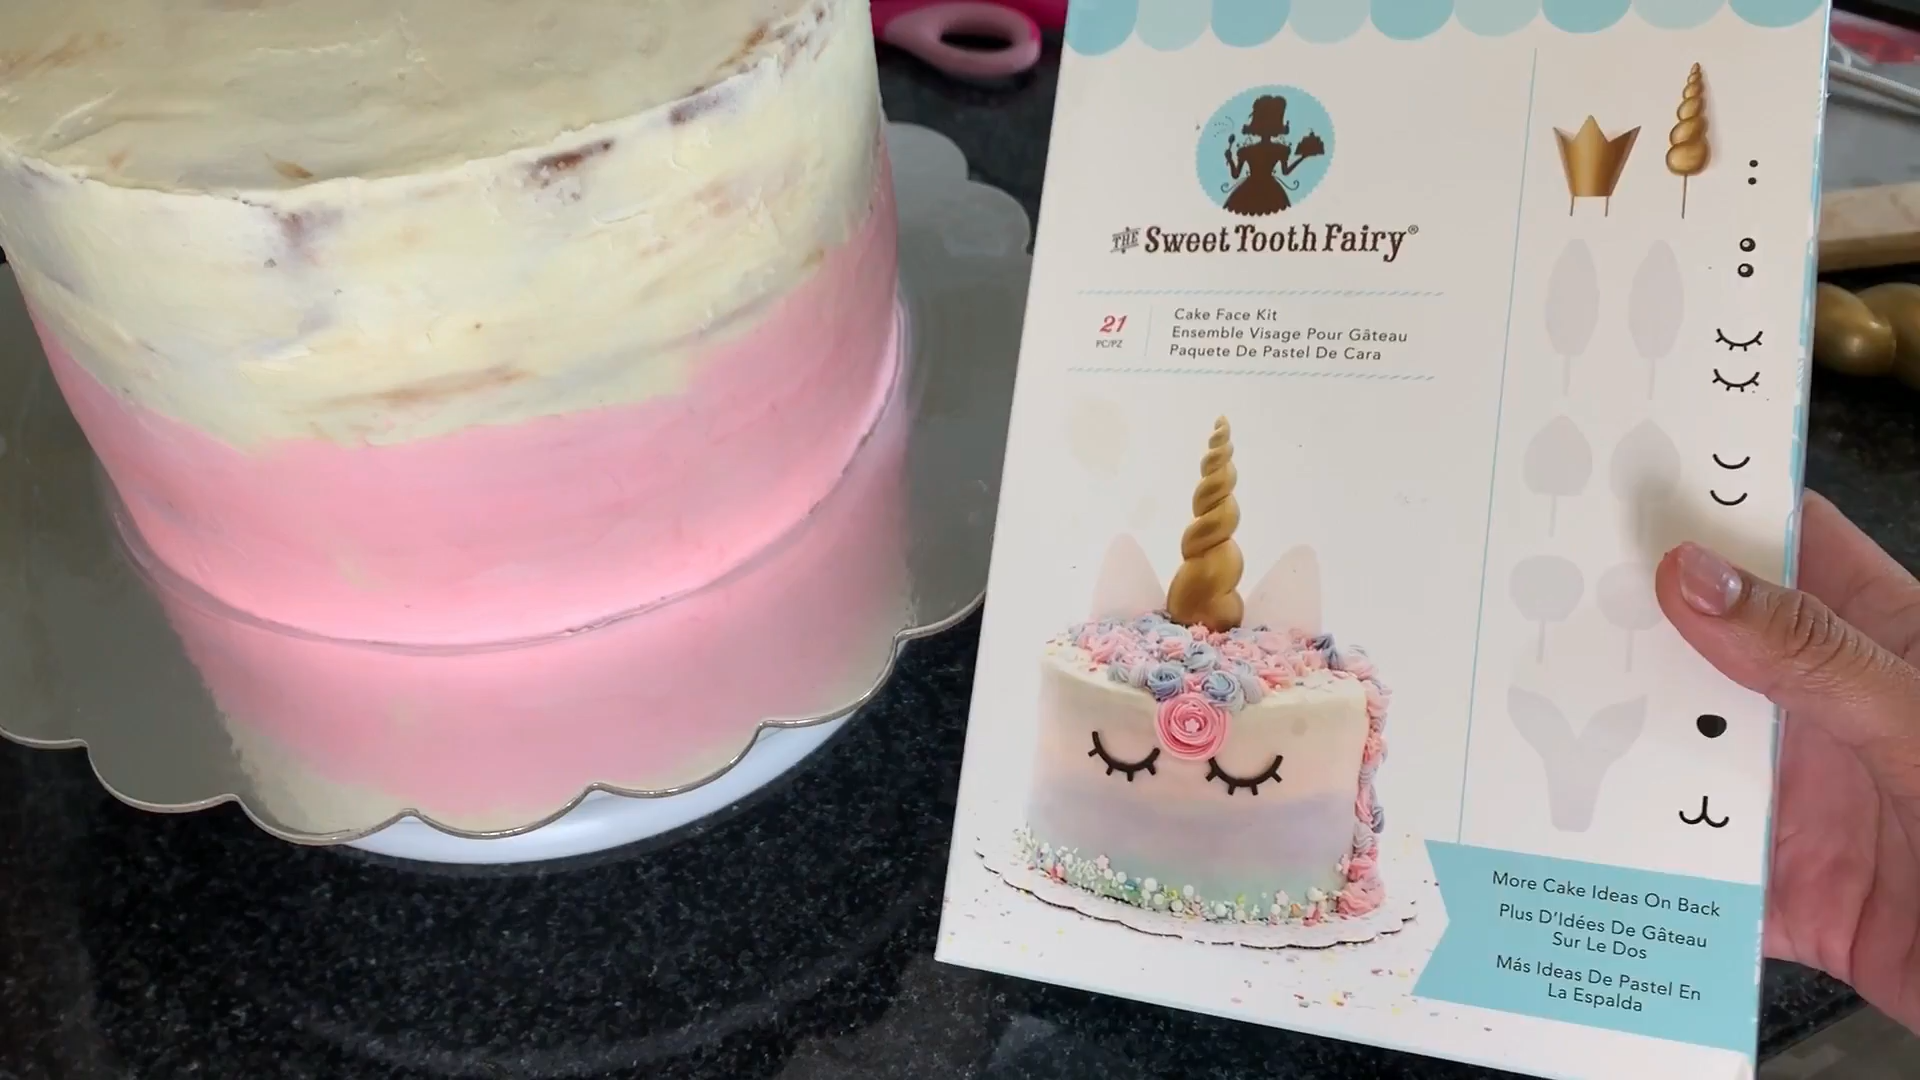 THE Sweet Tooth Fairy®
21
PC/PZ
Cake Face Kit
Ensemble Visage Pour Gâteau
Paquete De Pastel De Cara
More Cake Ideas On Back
Plus D'Idées De Gâteau
Sur Le Dos
Más Ideas De Pastel En
La Espalda